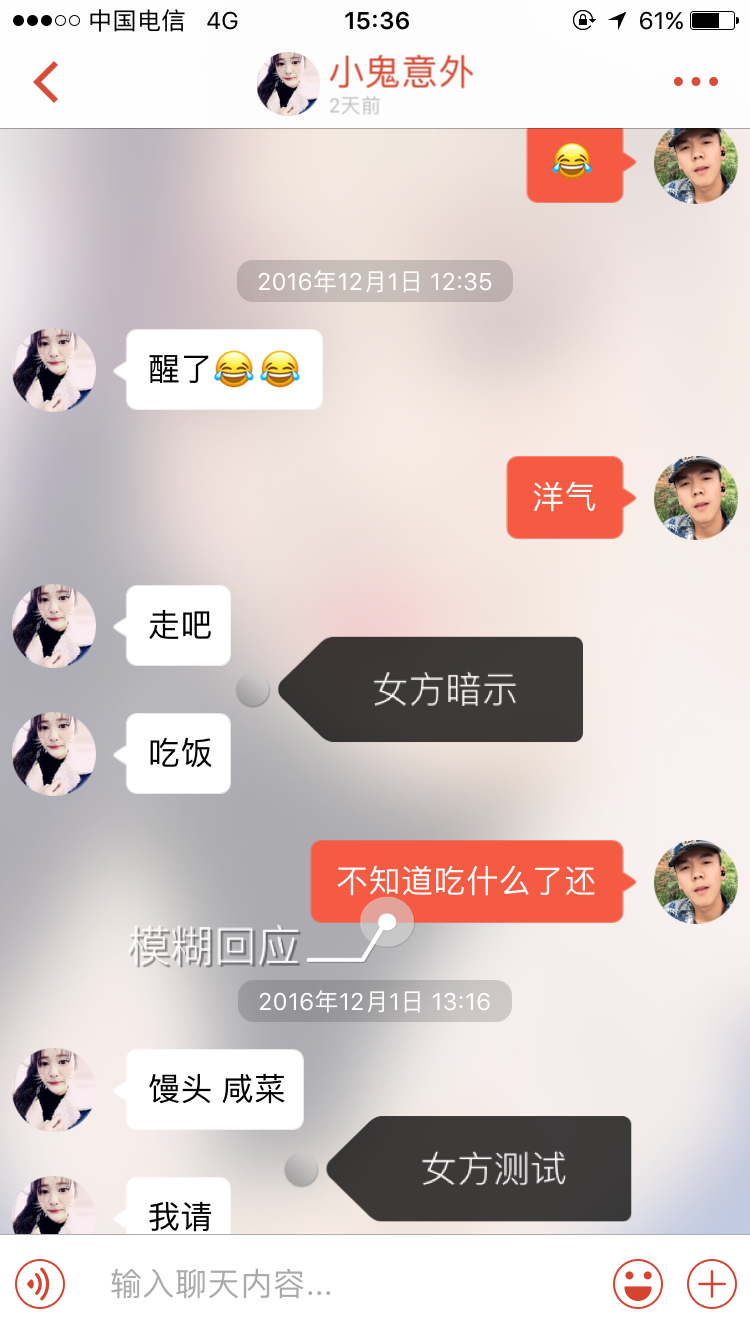 中国电信 4G 15:36 61%
小鬼意外
2天前
😂
2016年12月1日 12:35
醒了😂😂
洋气
走吧
女方暗示
吃饭
不知道吃什么了还
模糊回应
2016年12月1日 13:16
馒头 咸菜
女方测试
我请
输入聊天内容...